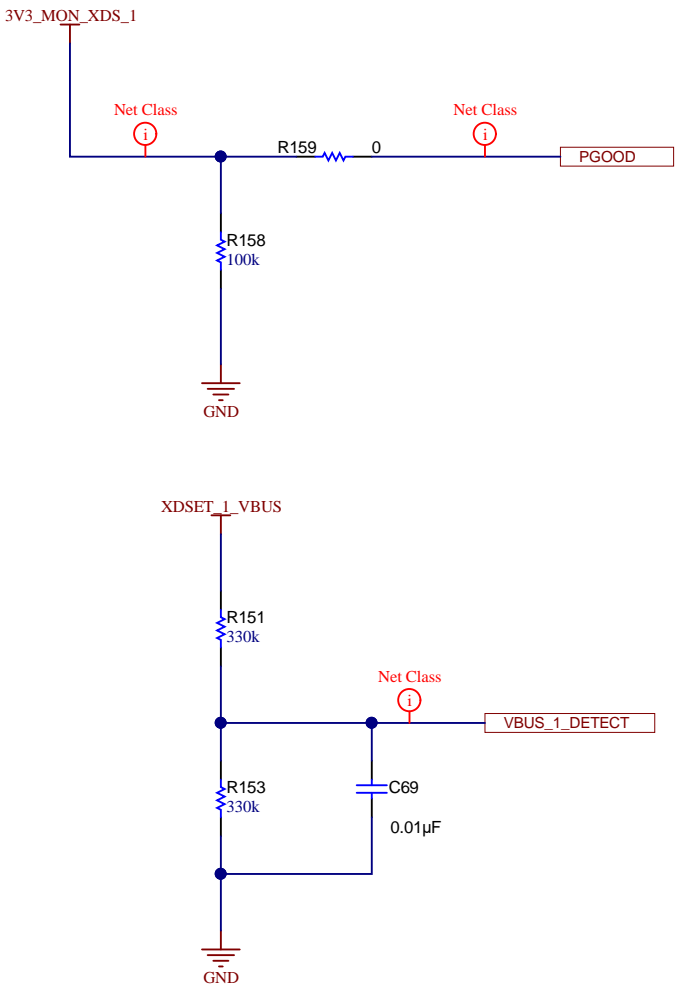 3V3_MON_XDS_1
Net Class
i
Net Class
i
R159
0
PGOOD
R158
100k
GND
XDSET_1_VBUS
R151
330k
Net Class
i
VBUS_1_DETECT
R153
330k
C69
0.01µF
GND